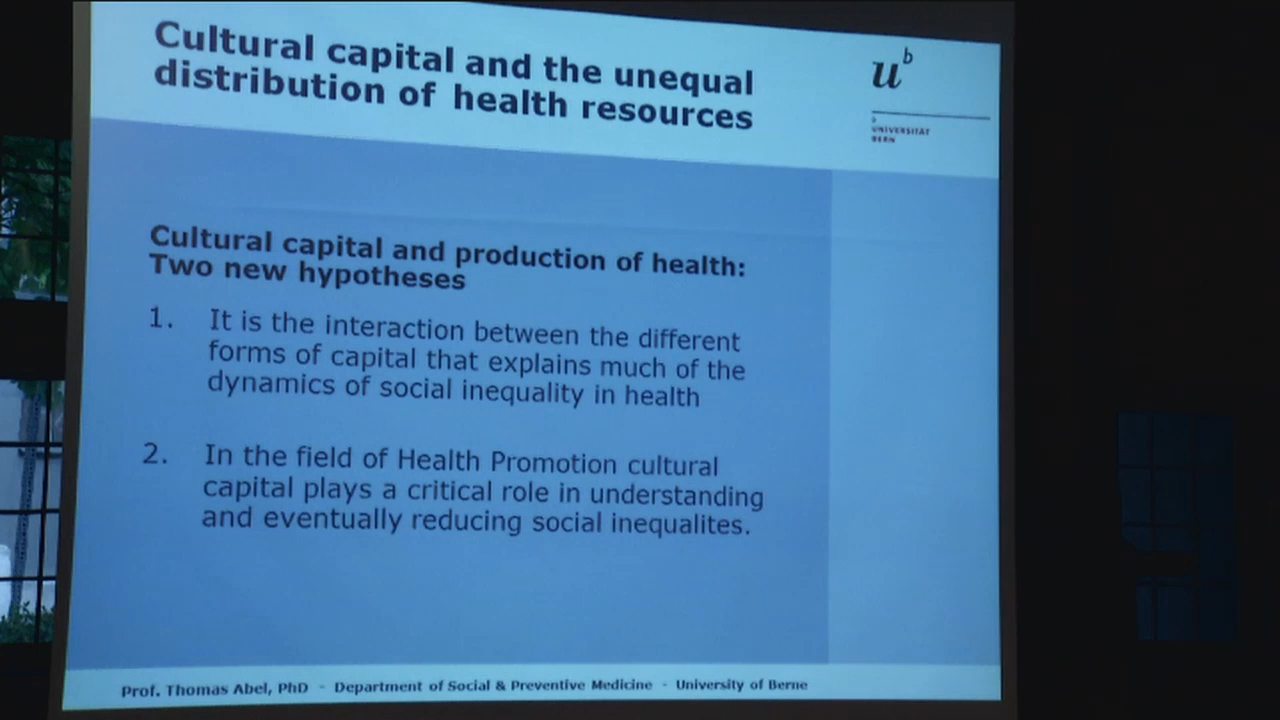 Cultural capital and the unequal
distribution of health resources
u^b
b
UNIVERSITÄT
BERN
Cultural capital and production of health:
Two new hypotheses
1. It is the interaction between the different
forms of capital that explains much of the
dynamics of social inequality in health
2. In the field of Health Promotion cultural
capital plays a critical role in understanding
and eventually reducing social inequalites.
Prof. Thomas Abel, PhD - Department of Social & Preventive Medicine - University of Berne